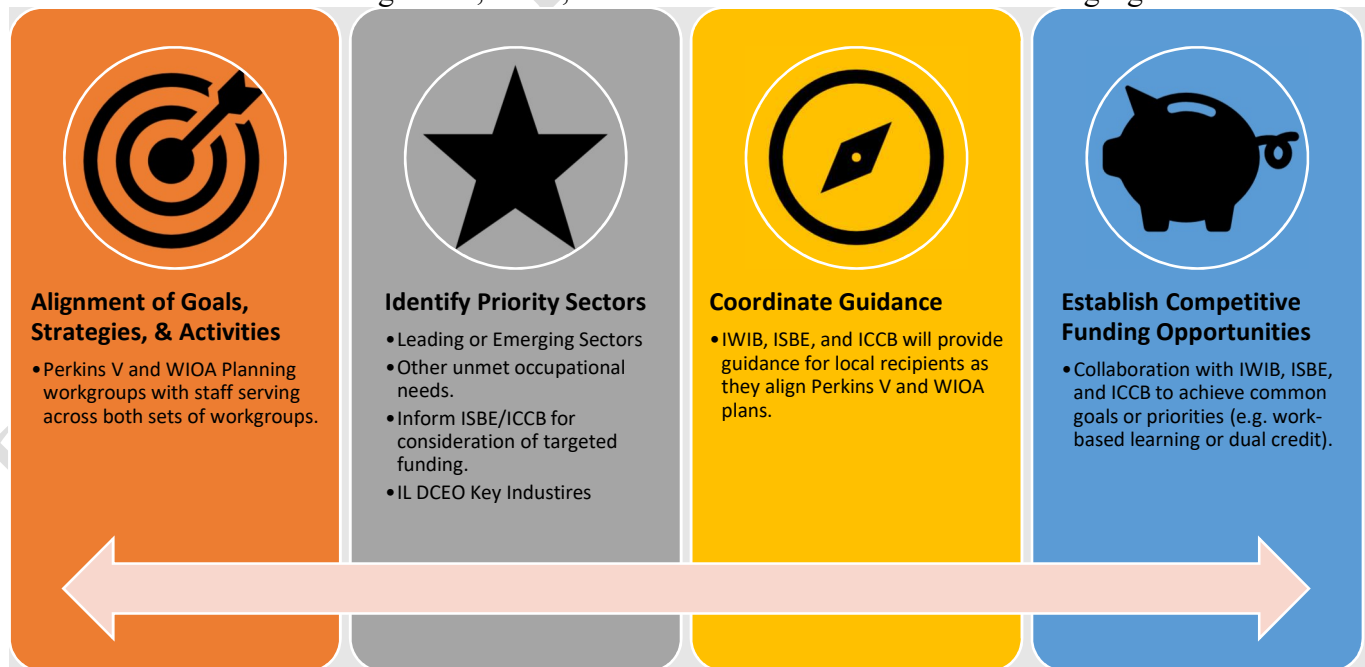 Alignment of Goals,
Strategies, & Activities
•Perkins V and WIOA Planning
workgroups with staff serving
across both sets of workgroups.
Identify Priority Sectors
•Leading or Emerging Sectors
•Other unmet occupational
needs.
•Inform ISBE/ICCB for
consideration of targeted
funding.
•IL DCEO Key Industires
Coordinate Guidance
•IWIB, ISBE, and ICCB will provide
guidance for local recipients as
they align Perkins V and WIOA
plans.
Establish Competitive
Funding Opportunities
•Collaboration with IWIB, ISBE,
and ICCB to achieve common
goals or priorities (e.g. work-
based learning or dual credit).